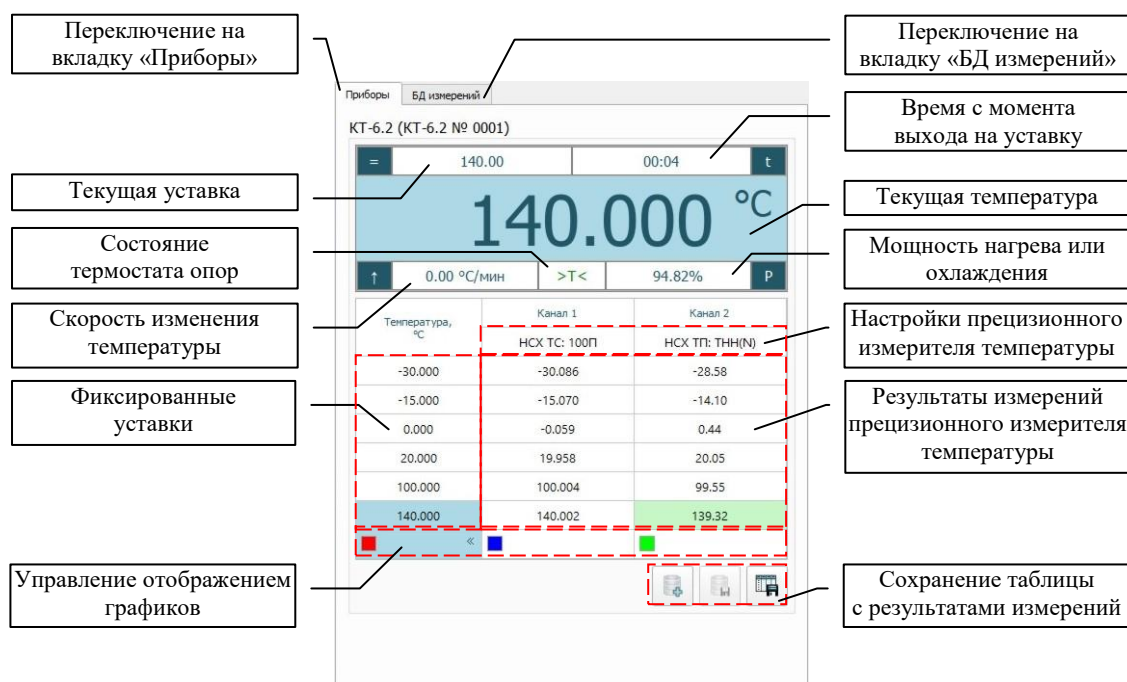 Переключение на
вкладку «Приборы»
Переключение на
вкладку «БД измерений»
Приборы
БД измерений
КТ-6.2 (КТ-6.2 № 0001)
Время с момента
выхода на уставку
= 140.00 00:04 t
Текущая уставка
140.000 °C
Текущая температура
Состояние
термостата опор
Мощность нагрева или
охлаждения
↑ 0.00 °С/мин >T< 94.82% P
Скорость изменения
температуры
Температура,
°C
Канал 1
Канал 2
НСХ ТС: 100П
НСХ ТП: ТНН(N)
Настройки прецизионного
измерителя температуры
-30.000 -30.086 -28.58
-15.000 -15.070 -14.10
0.000 -0.059 0.44
20.000 19.958 20.05
100.000 100.004 99.55
140.000 140.002 139.32
«
Фиксированные
уставки
Результаты измерений
прецизионного измерителя
температуры
Управление отображением
графиков
Сохранение таблицы
с результатами измерений